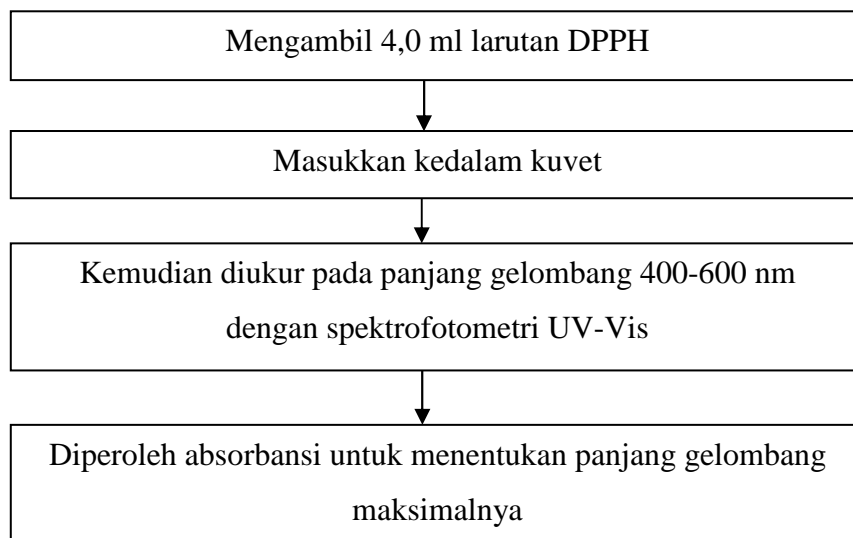 Mengambil 4,0 ml larutan DPPH
Masukkan kedalam kuvet
Kemudian diukur pada panjang gelombang 400-600 nm
dengan spektrofotometri UV-Vis
Diperoleh absorbansi untuk menentukan panjang gelombang
maksimalnya